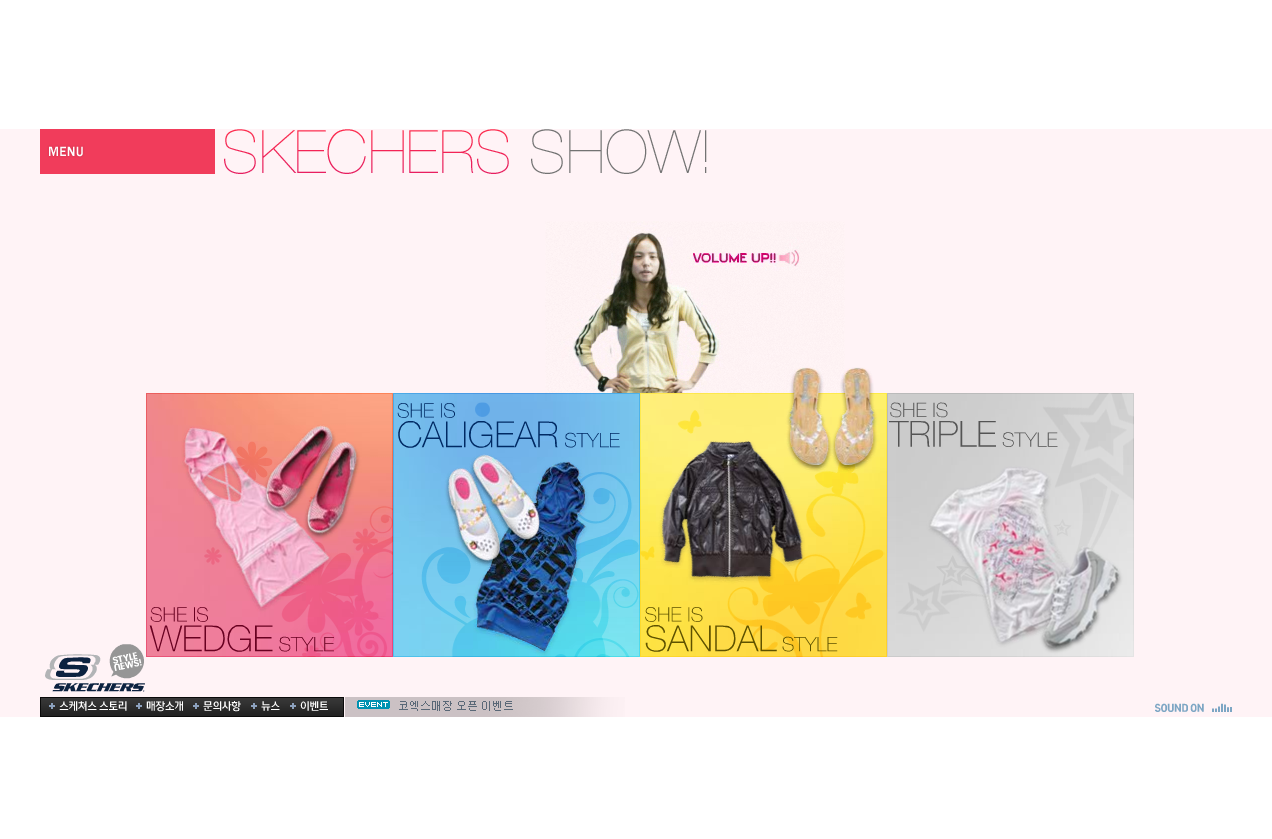 MENU
SKECHERS SHOW!
VOLUME UP!!
SHE IS
WEDGE STYLE
SHE IS
CALIGEAR STYLE
SHE IS
SANDAL STYLE
SHE IS
TRIPLE STYLE
STYLE
NEWS!
S
SKECHERS
스케쳐스 스토리
매장소개
문의사항
뉴스
이벤트
EVENT 코엑스매장 오픈 이벤트
SOUND ON